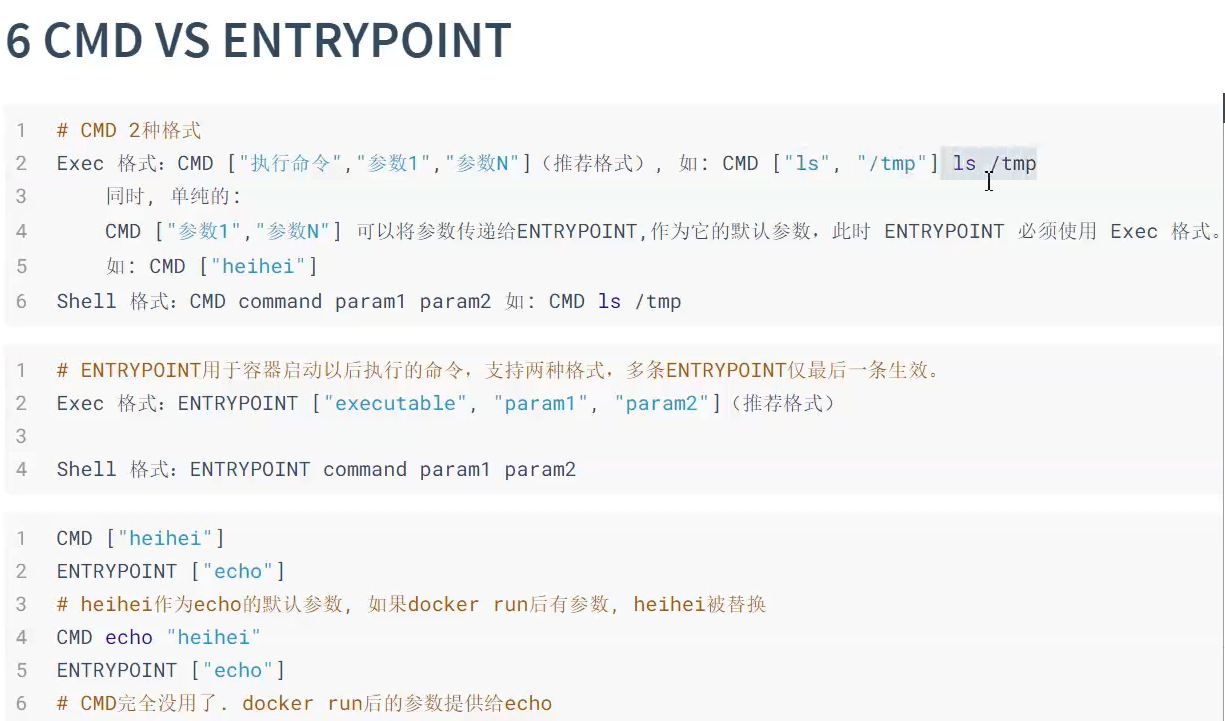 6 CMD VS ENTRYPOINT
1 # CMD 2种格式
2 Exec 格式：CMD ["执行命令","参数1","参数N"]（推荐格式）, 如: CMD ["ls", "/tmp"] ls /tmp
3 同时, 单纯的:
4 CMD ["参数1","参数N"] 可以将参数传递给ENTRYPOINT,作为它的默认参数，此时 ENTRYPOINT 必须使用 Exec 格式。
5 如: CMD ["heihei"]
6 Shell 格式：CMD command param1 param2 如: CMD ls /tmp
1 # ENTRYPOINT用于容器启动以后执行的命令，支持两种格式，多条ENTRYPOINT仅最后一条生效。
2 Exec 格式：ENTRYPOINT ["executable", "param1", "param2"]（推荐格式）
3
4 Shell 格式：ENTRYPOINT command param1 param2
1 CMD ["heihei"]
2 ENTRYPOINT ["echo"]
3 # heihei作为echo的默认参数, 如果docker run后有参数, heihei被替换
4 CMD echo "heihei"
5 ENTRYPOINT ["echo"]
6 # CMD完全没用了. docker run后的参数提供给echo